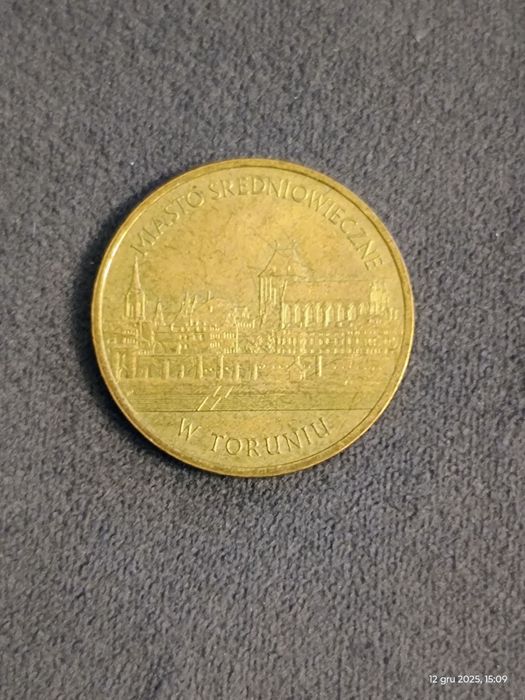 MIASTO ŚREDNIOWIECZNE
W TORUNIU
12 gru 2025, 15:09